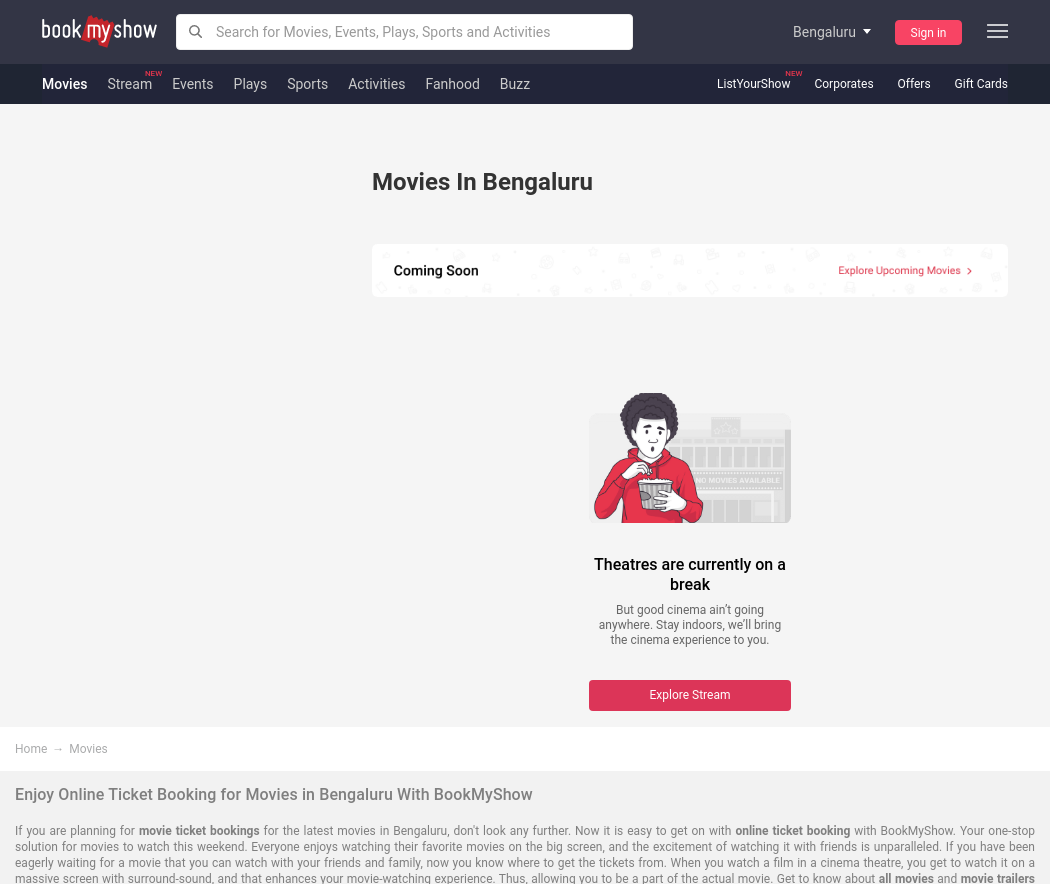 bookmyshow
Search for Movies, Events, Plays, Sports and Activities
Bengaluru
Sign in
Movies Stream NEW Events Plays Sports Activities Fanhood Buzz
ListYourShow NEW Corporates Offers Gift Cards
Movies In Bengaluru
Coming Soon
Explore Upcoming Movies >
NO MOVIES AVAILABLE
Theatres are currently on a
break
But good cinema ain’t going
anywhere. Stay indoors, we’ll bring
the cinema experience to you.
Explore Stream
Home → Movies
Enjoy Online Ticket Booking for Movies in Bengaluru With BookMyShow
If you are planning for movie ticket bookings for the latest movies in Bengaluru, don't look any further. Now it is easy to get on with online ticket booking with BookMyShow. Your one-stop
solution for movies to watch this weekend. Everyone enjoys watching their favorite movies on the big screen, and the excitement of watching it with friends is unparalleled. If you have been
eagerly waiting for a movie that you can watch with your friends and family, now you know where to get the tickets from. When you watch a film in a cinema theatre, you get to watch it on a
massive screen with surround-sound, and that enhances your movie-watching experience. Thus, allowing you to be a part of the actual movie. Get to know about all movies and movie trailers